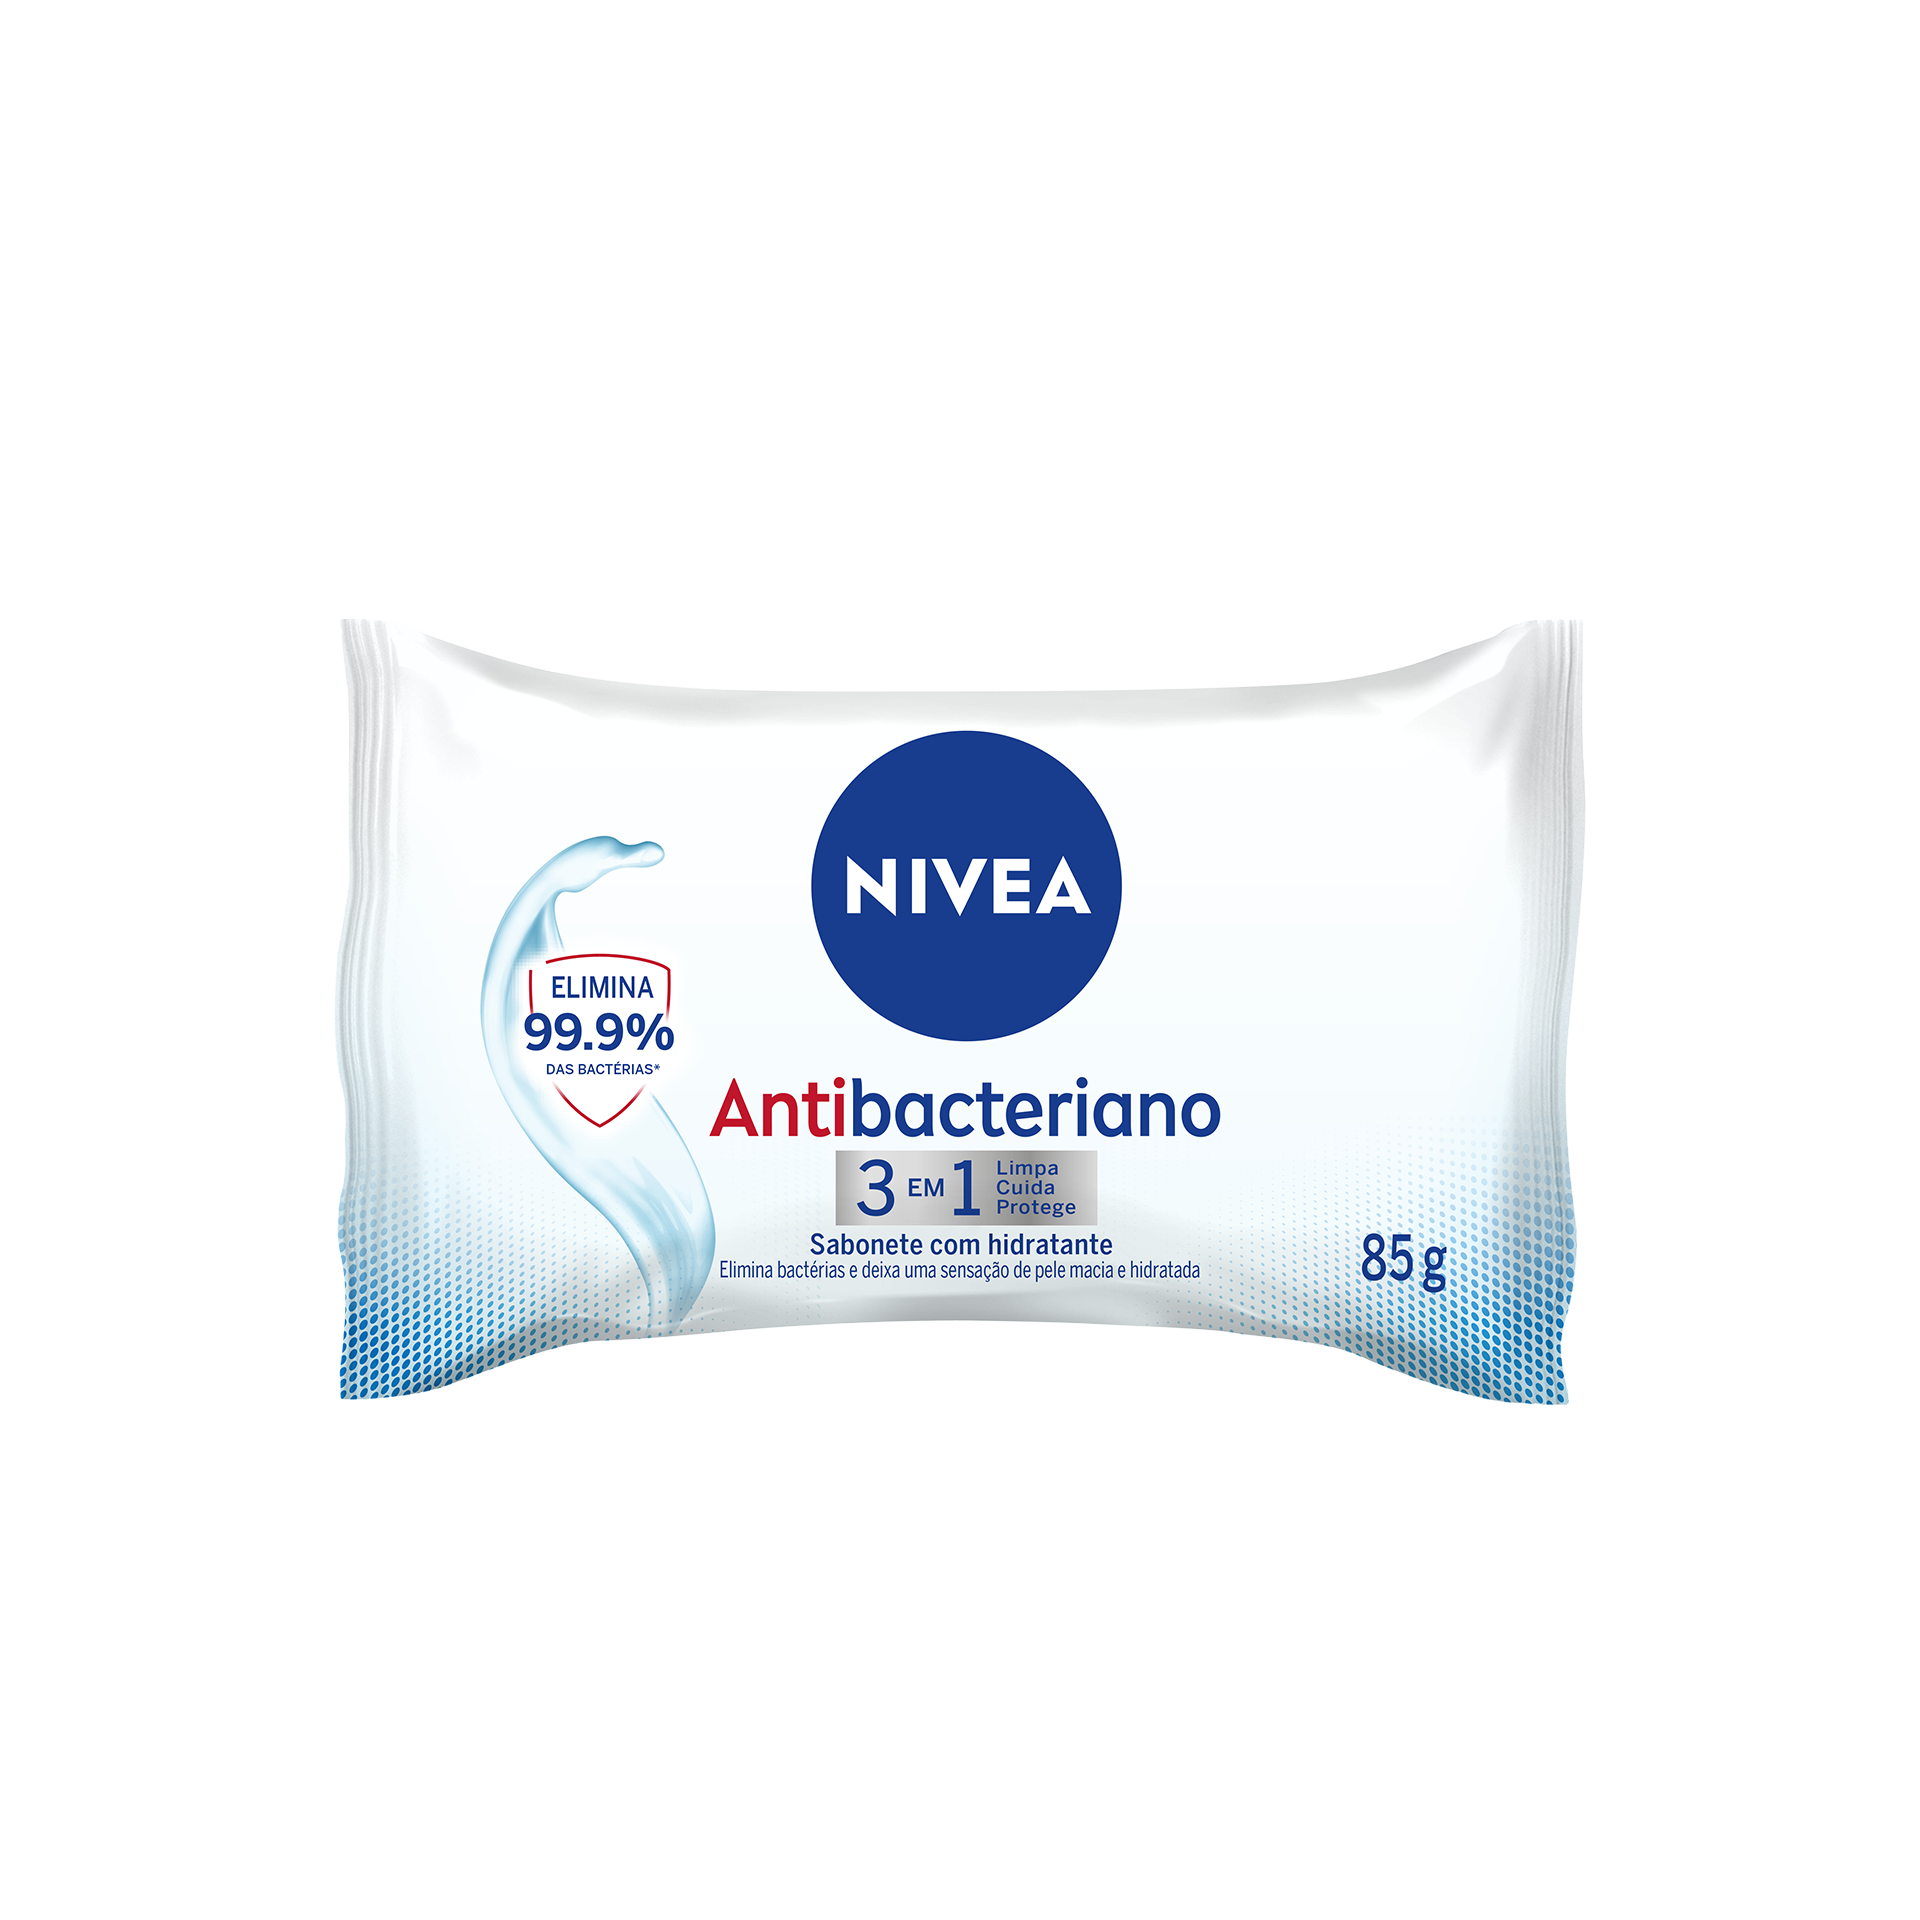 NIVEA
ELIMINA
99.9%
DAS BACTÉRIAS*
Antibacteriano
3 EM 1
Limpa
Cuida
Protege
Sabonete com hidratante
Elimina bactérias e deixa uma sensação de pele macia e hidratada
85 g